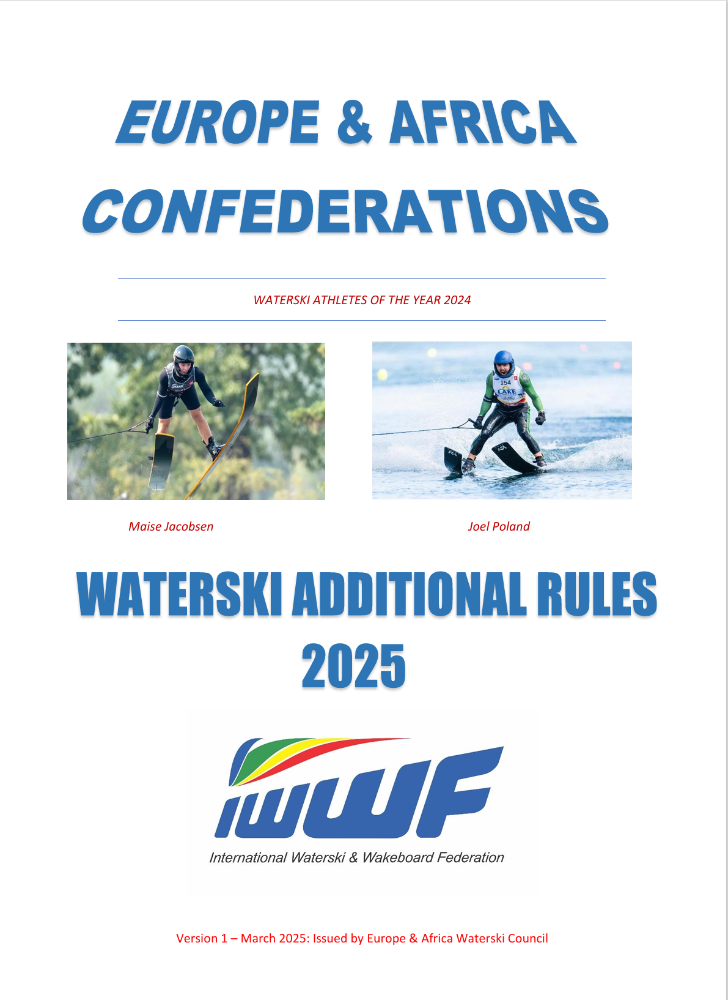 EUROPE & AFRICA
CONFEDERATIONS
WATERSKI ATHLETES OF THE YEAR 2024
154
LAKE
Maise Jacobsen
Joel Poland
WATERSKI ADDITIONAL RULES
2025
IWWF
International Waterski & Wakeboard Federation
Version 1 – March 2025: Issued by Europe & Africa Waterski Council